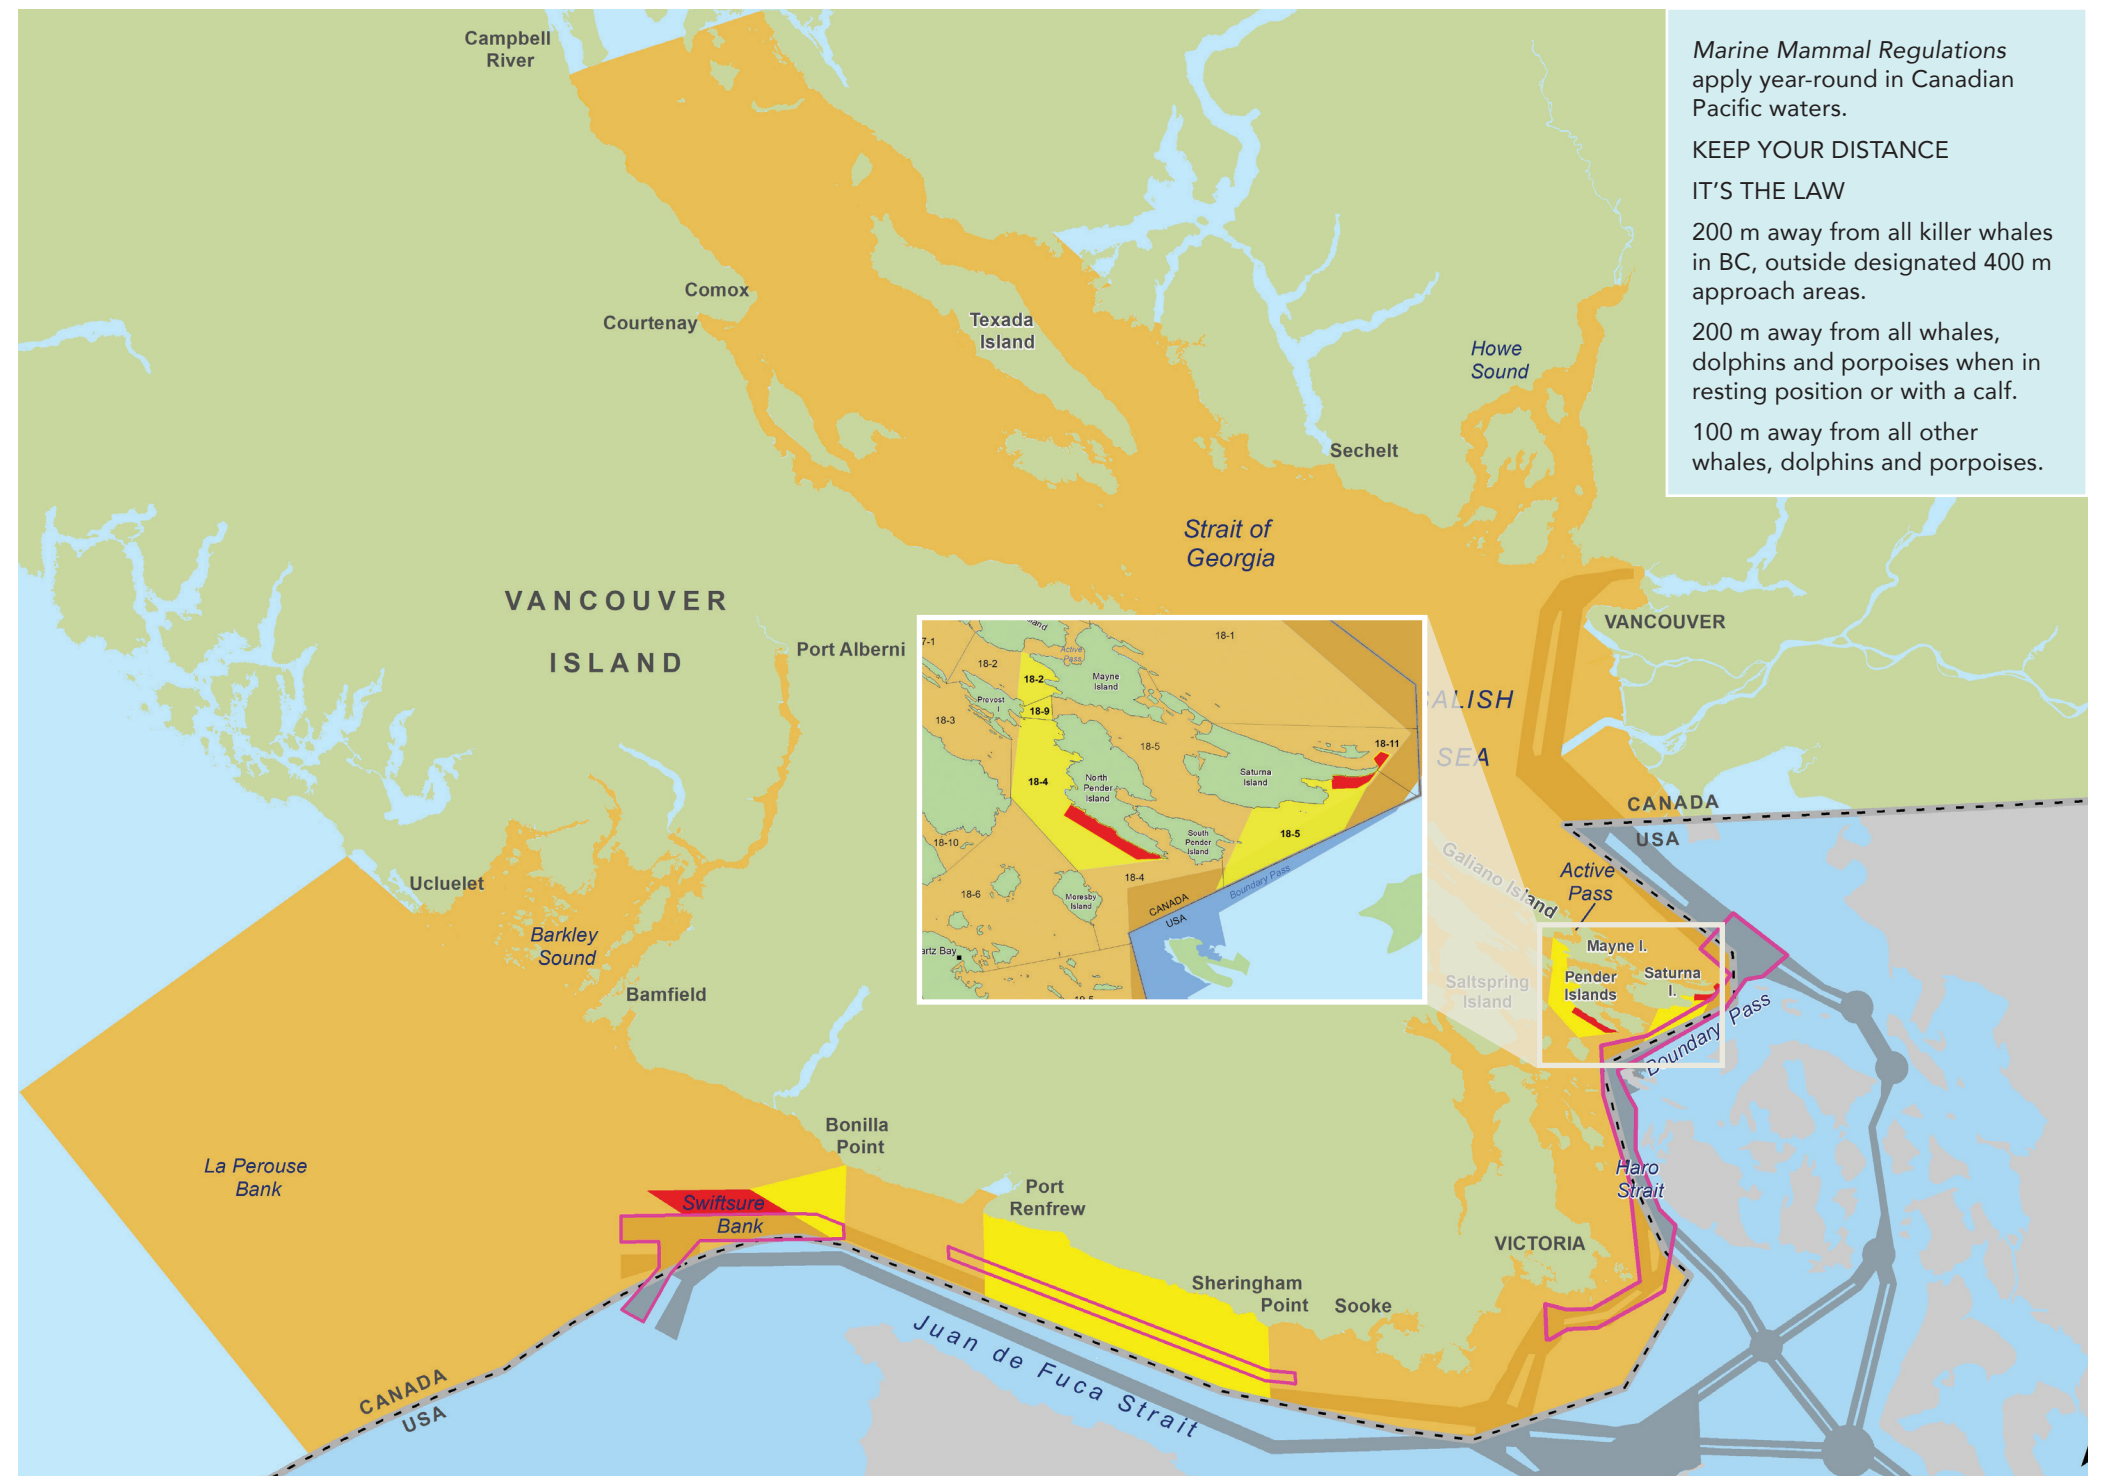 Campbell
River
Marine Mammal Regulations
apply year-round in Canadian
Pacific waters.
KEEP YOUR DISTANCE
IT'S THE LAW
200 m away from all killer whales
in BC, outside designated 400 m
approach areas.
200 m away from all whales,
dolphins and porpoises when in
resting position or with a calf.
100 m away from all other
whales, dolphins and porpoises.
Comox
Courtenay
Texada
Island
Howe
Sound
Sechelt
Strait of
Georgia
VANCOUVER
ISLAND
Port Alberni
VANCOUVER
ALISH
SEA
CANADA
USA
18-1
Active
Pass
18-2
18-2
Mayne
Island
Prevost
I
18-9
18-3
18-5
18-11
18-4
North
Pender
Island
Saturna
Island
18-10
South
Pender
Island
18-5
18-4
18-6
Moresby
Island
CANADA
USA
Boundary Pass
artz Bay
Galiano Island
Active
Pass
Mayne I.
Saltspring
Island
Pender
Islands
Saturna
I.
Boundary Pass
Ucluelet
Barkley
Sound
Bamfield
Bonilla
Point
La Perouse
Bank
Swiftsure
Bank
Port
Renfrew
Haro
Strait
VICTORIA
Sheringham
Point
Sooke
Juan de Fuca Strait
CANADA
USA